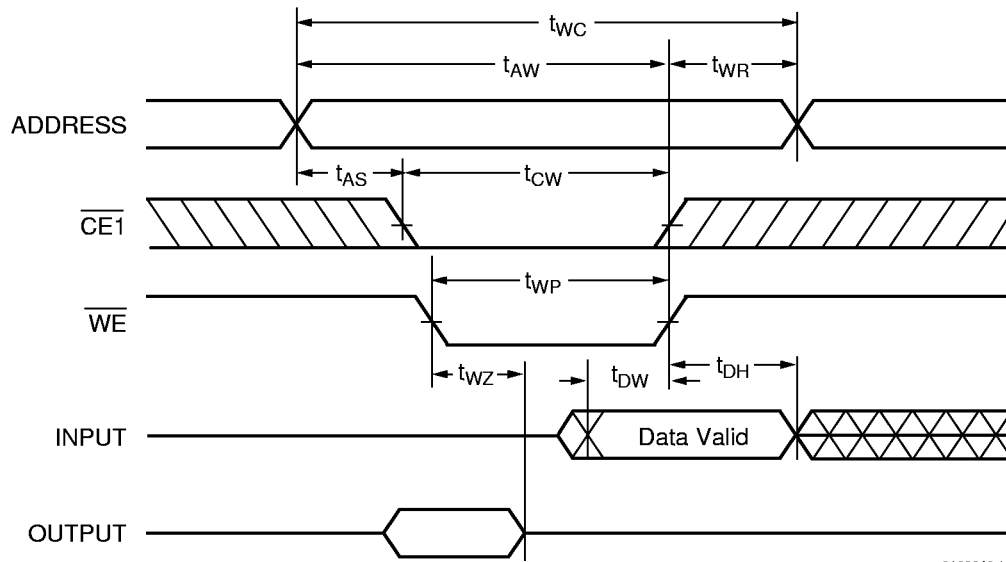 tWC
tAW
tWR
ADDRESS
tAS
tCW
CE1
tWP
WE
tWZ
tDW
tDH
INPUT
Data Valid
OUTPUT